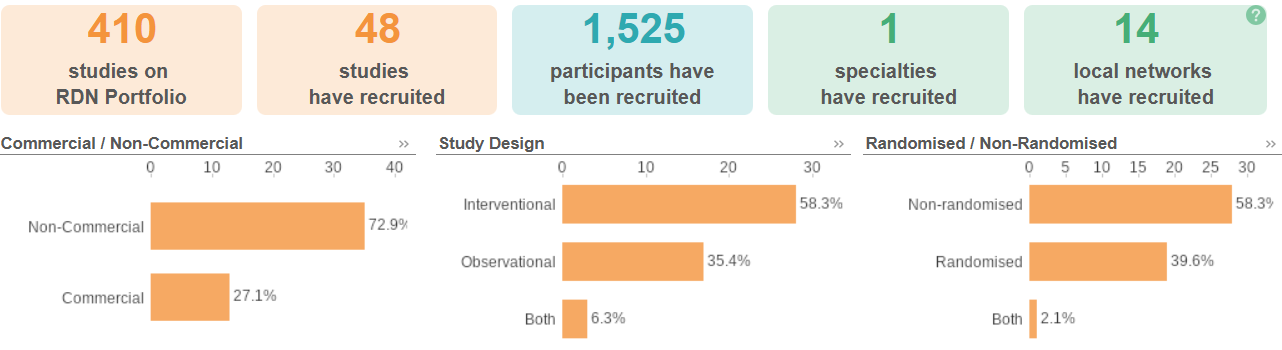 410
studies on
RDN Portfolio
48
studies
have recruited
1,525
participants have
been recruited
1
specialties
have recruited
14
local networks
have recruited
?
Commercial / Non-Commercial »
0 10 20 30 40
Non-Commercial 72.9%
Commercial 27.1%
Study Design »
0 10 20 30
Interventional 58.3%
Observational 35.4%
Both 6.3%
Randomised / Non-Randomised »
0 5 10 15 20 25 30
Non-randomised 58.3%
Randomised 39.6%
Both 2.1%